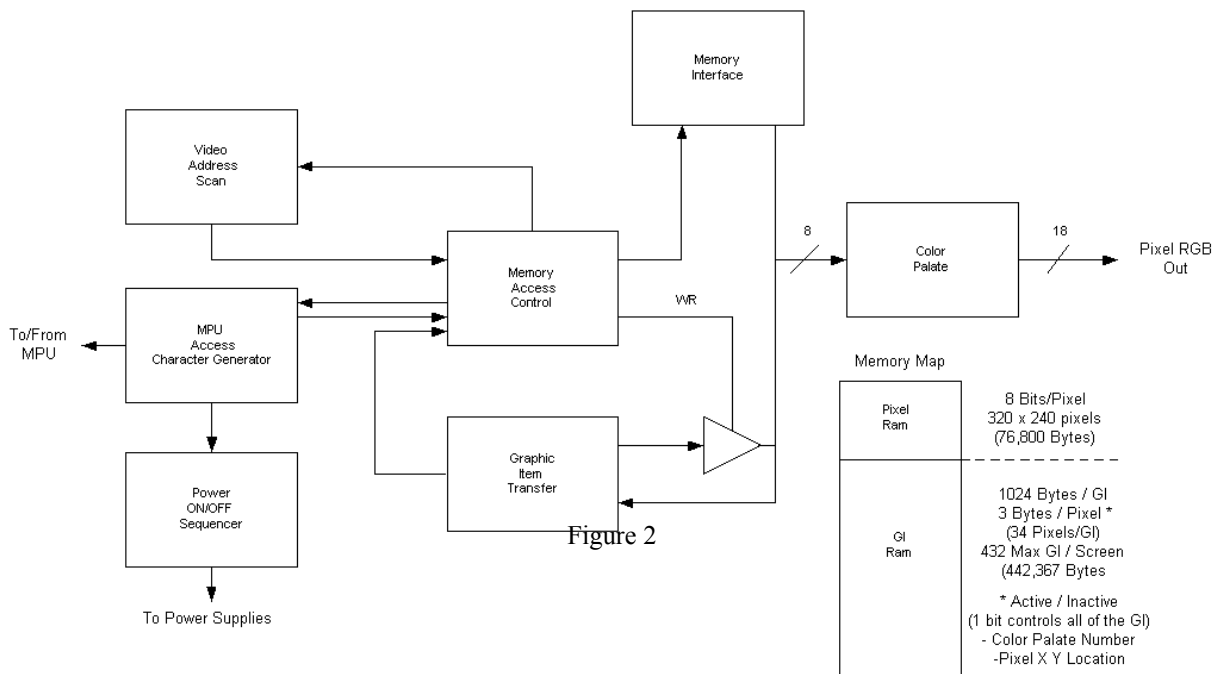 Memory
Interface
Video
Address
Scan
8
Color
Palate
18
Pixel RGB
Out
Memory
Access
Control
WR
To/From
MPU
MPU
Access
Character Generator
Memory Map
Pixel
Ram
8 Bits/Pixel
320 x 240 pixels
(76,800 Bytes)
Graphic
Item
Transfer
Power
ON/OFF
Sequencer
Figure 2
GI
Ram
1024 Bytes / GI
3 Bytes / Pixel *
(34 Pixels/GI)
432 Max GI / Screen
(442,367 Bytes
* Active / Inactive
(1 bit controls all of the GI)
- Color Palate Number
-Pixel X Y Location
To Power Supplies